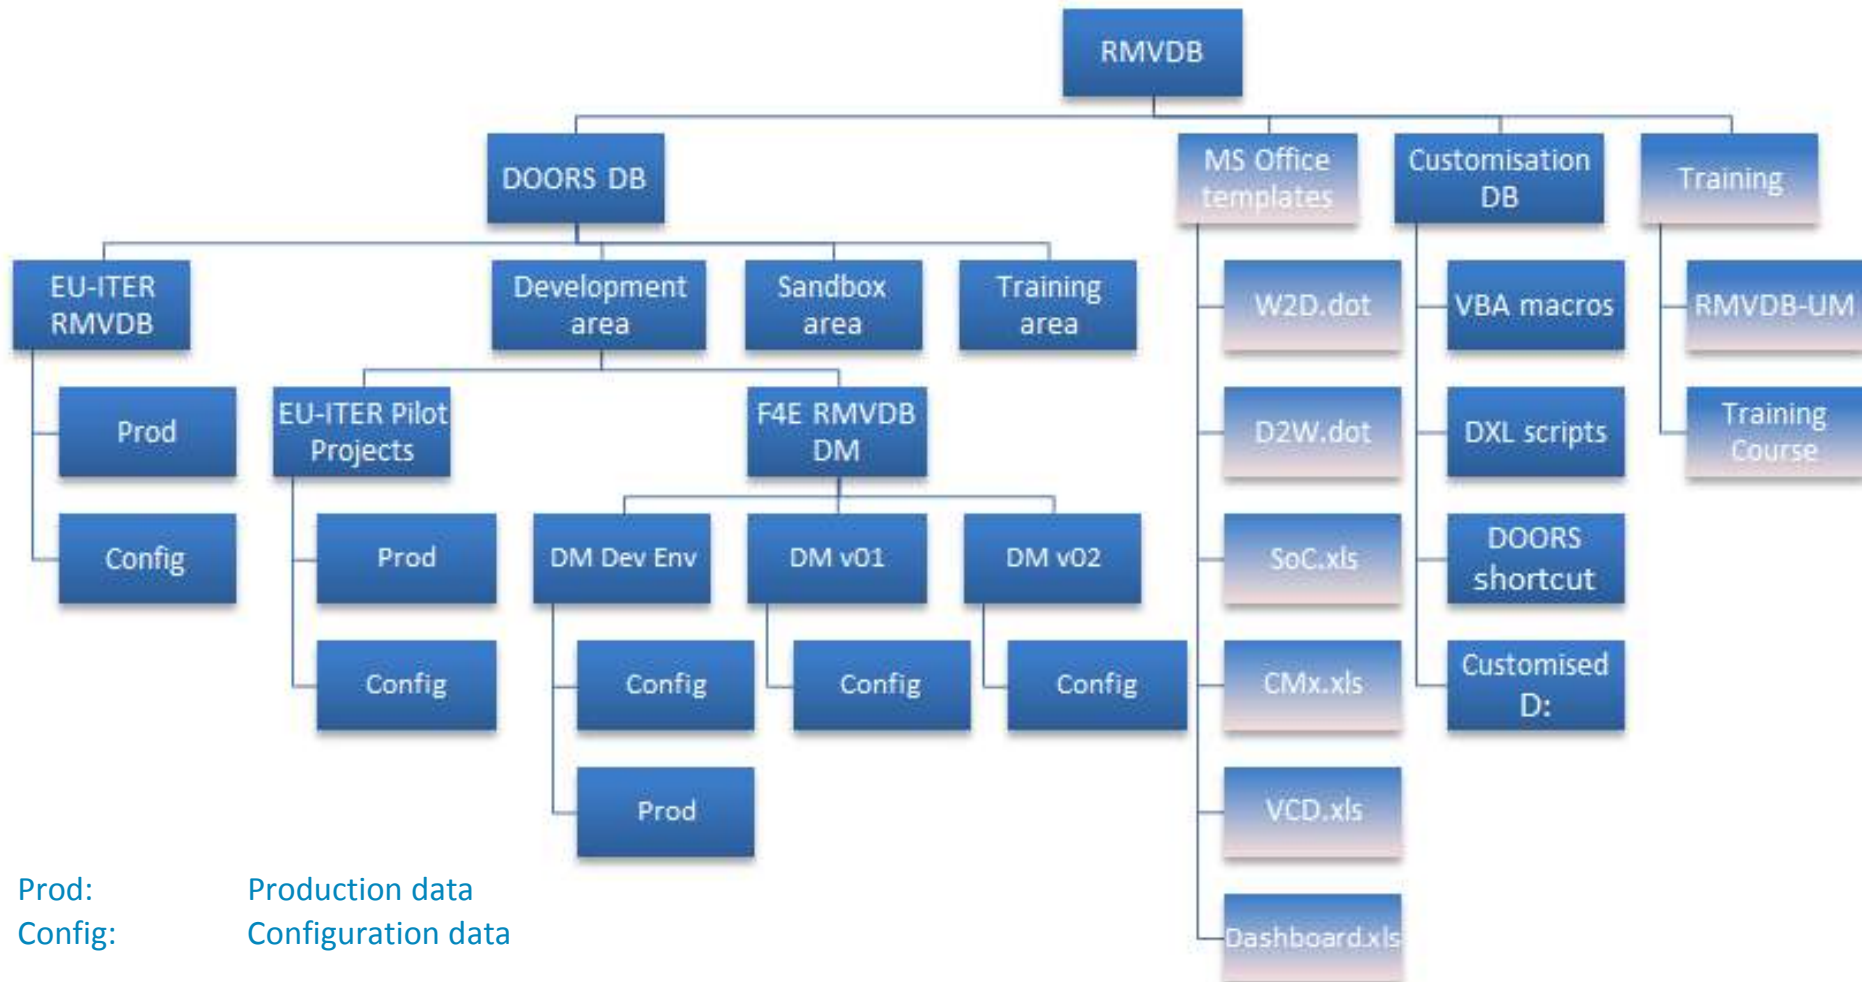 RMVDB
DOORS DB
MS Office
templates
Customisation
DB
Training
EU-ITER
RMVDB
Development
area
Sandbox
area
Training
area
W2D.dot
VBA macros
RMVDB-UM
Prod
EU-ITER Pilot
Projects
F4E RMVDB
DM
D2W.dot
DXL scripts
Training
Course
Config
Prod
DM Dev Env
DM v01
DM v02
SoC.xls
DOORS
shortcut
Config
Config
Config
Config
CMx.xls
Customised
D:
Prod
VCD.xls
Prod: Production data
Config: Configuration data
Dashboard.xls